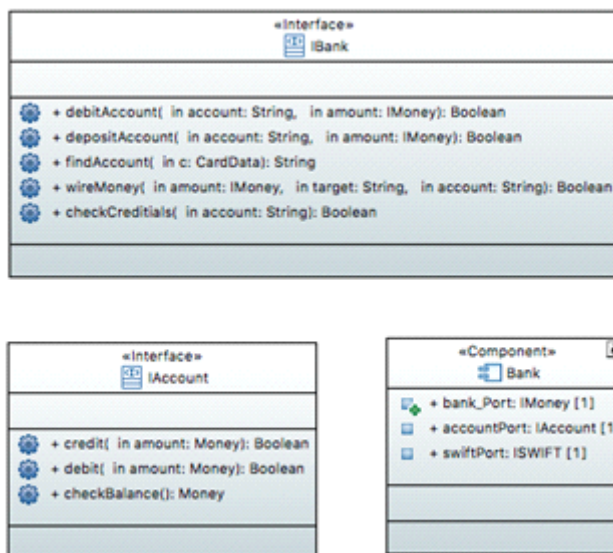 «Interface»
IBank
+ debitAccount( in account: String, in amount: IMoney): Boolean
+ depositAccount( in account: String, in amount: IMoney): Boolean
+ findAccount( in c: CardData): String
+ wireMoney( in amount: IMoney, in target: String, in account: String): Boolean
+ checkCreditials( in account: String): Boolean
«Interface»
IAccount
+ credit( in amount: Money): Boolean
+ debit( in amount: Money): Boolean
+ checkBalance(): Money
«Component»
Bank
+ bank_Port: IMoney [1]
+ accountPort: IAccount [1
+ swiftPort: ISWIFT [1]